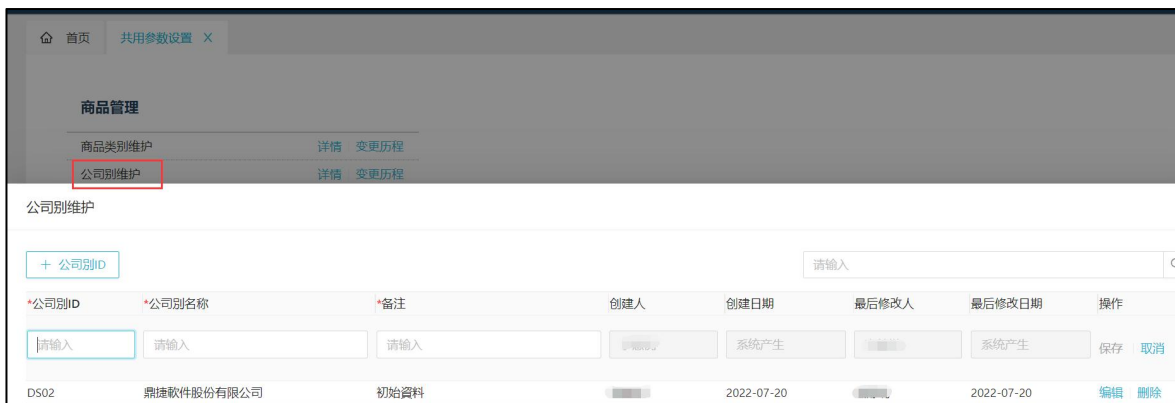 首页 共用参数设置 X
商品管理
商品类别维护 详情 变更历程
公司别维护 详情 变更历程
公司别维护
+ 公司別ID 请输入
*公司別ID *公司別名称 *备注 创建人 创建日期 最后修改人 最后修改日期 操作
请输入 请输入 请输入 系统产生 系统产生 保存 取消
DS02 鼎捷軟件股份有限公司 初始資料 2022-07-20 2022-07-20 编辑 删除